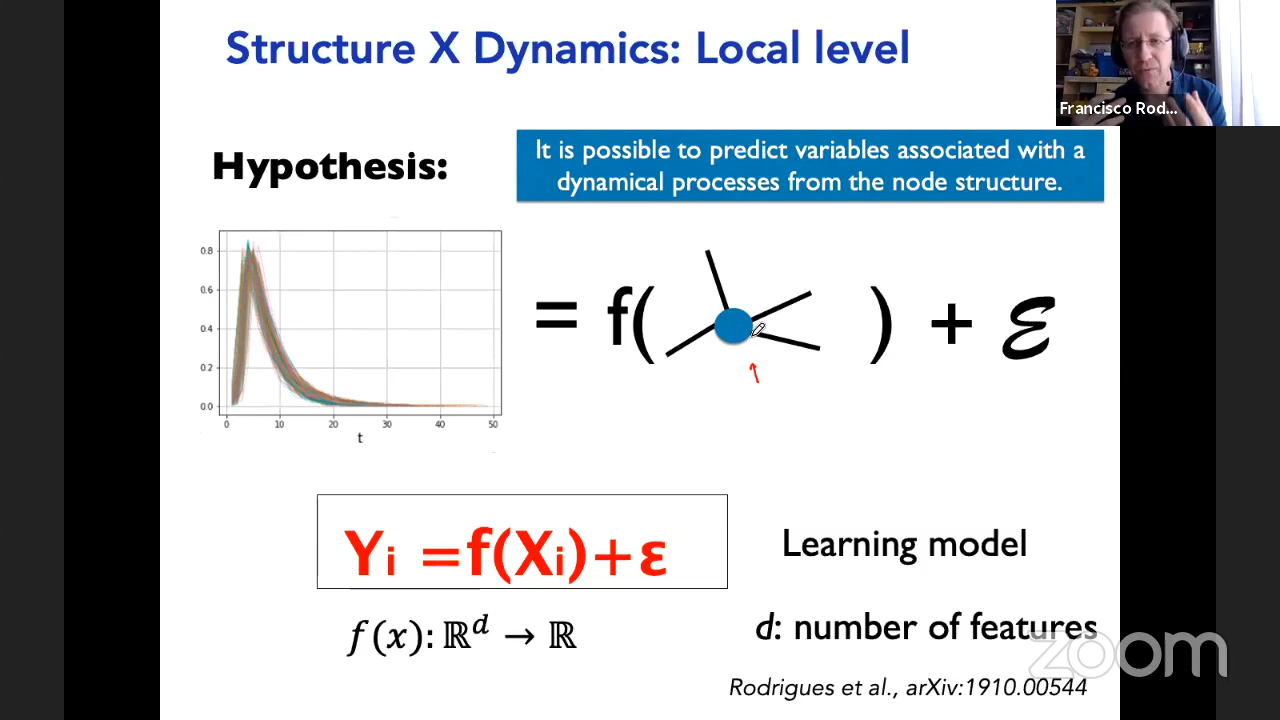 Structure X Dynamics: Local level
Francisco Rod...
Hypothesis:
It is possible to predict variables associated with a
dynamical processes from the node structure.
0.8
0.6
0.4
0.2
0.0
0 10 20 30 40 50
t
= f( ) + ε
Yi =f(Xi)+ε
Learning model
f(x): ℝᵈ → ℝ
d: number of features
zoom
Rodrigues et al., arXiv:1910.00544